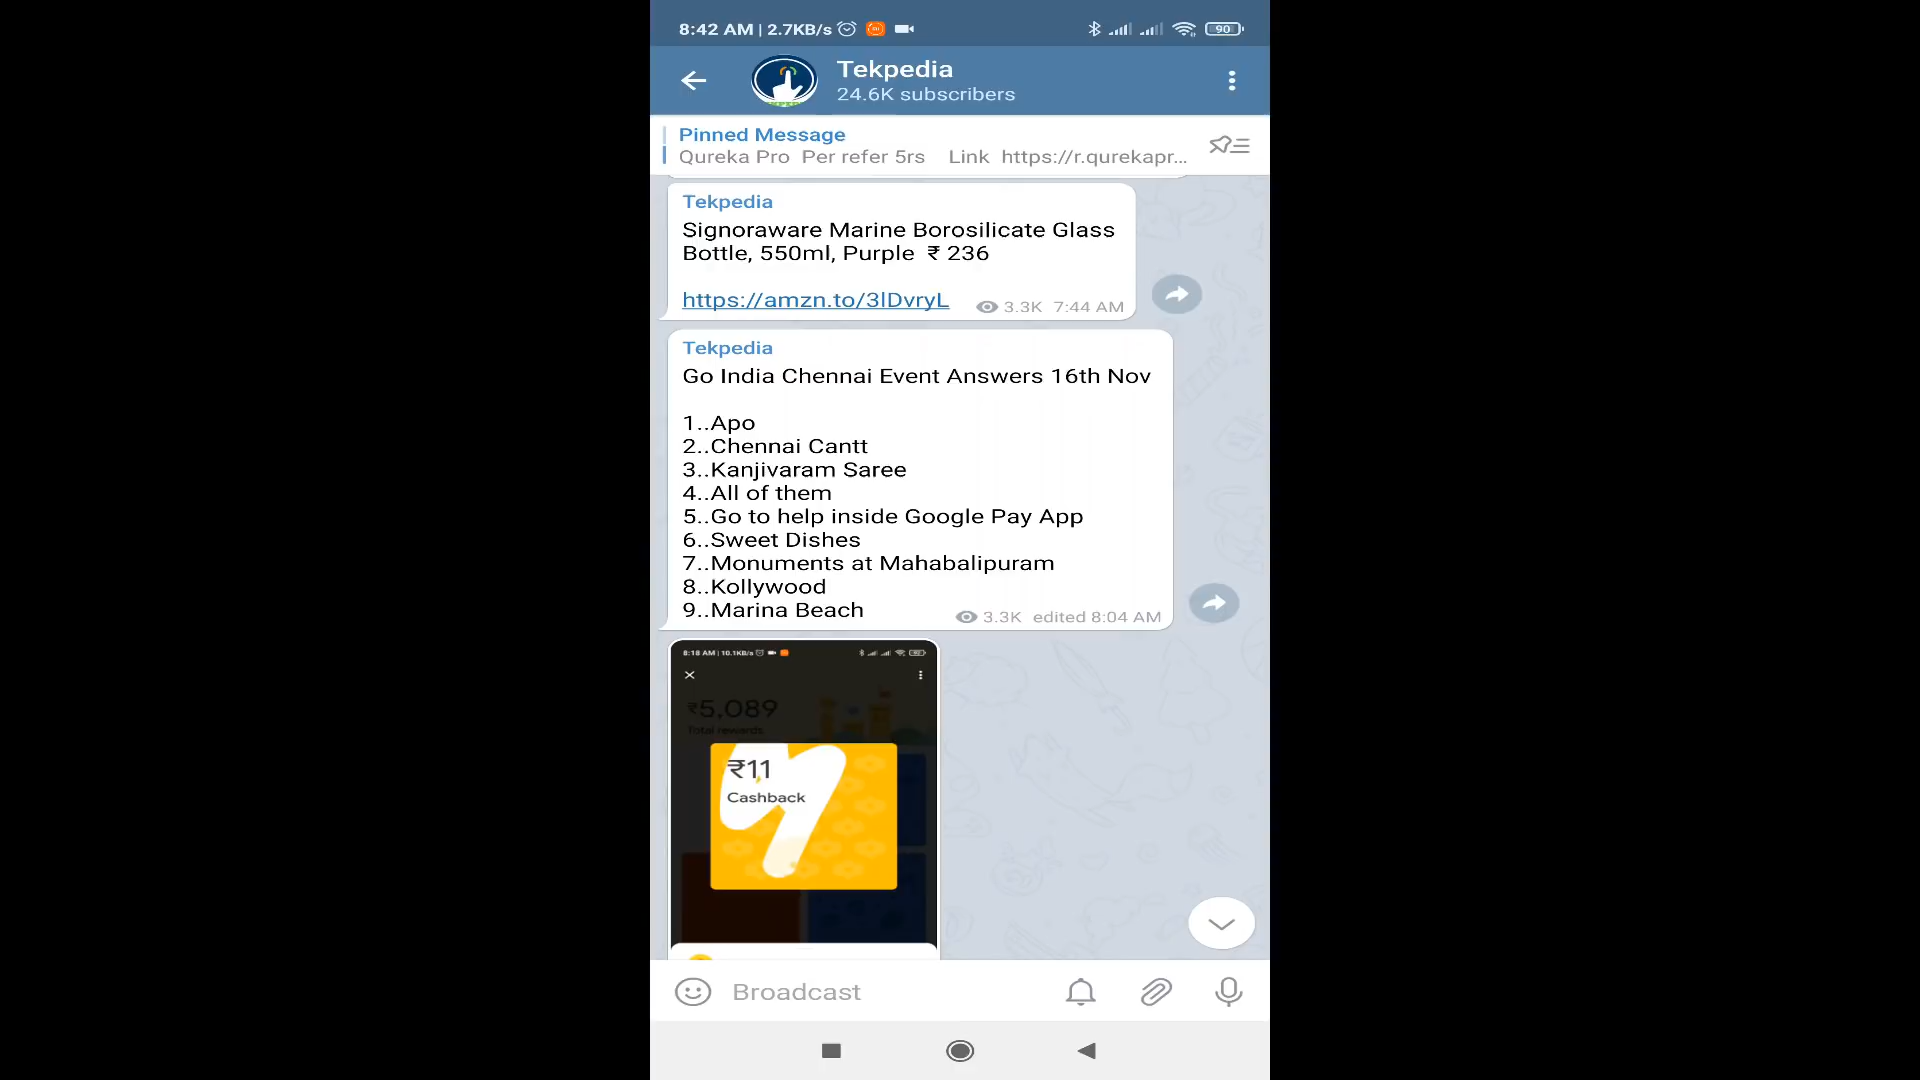 8:42 AM | 2.7KB/s
90
Tekpedia
24.6K subscribers
Pinned Message
Qureka Pro Per refer 5rs Link https://r.qurekapr...
Tekpedia
Signoraware Marine Borosilicate Glass
Bottle, 550ml, Purple ₹ 236
https://amzn.to/3lDvryL 3.3K 7:44 AM
Tekpedia
Go India Chennai Event Answers 16th Nov
1..Apo
2..Chennai Cantt
3..Kanjivaram Saree
4..All of them
5..Go to help inside Google Pay App
6..Sweet Dishes
7..Monuments at Mahabalipuram
8..Kollywood
9..Marina Beach 3.3K edited 8:04 AM
8:18 AM | 10.1KB/s
₹5,089
Total rewards
₹11
Cashback
Broadcast